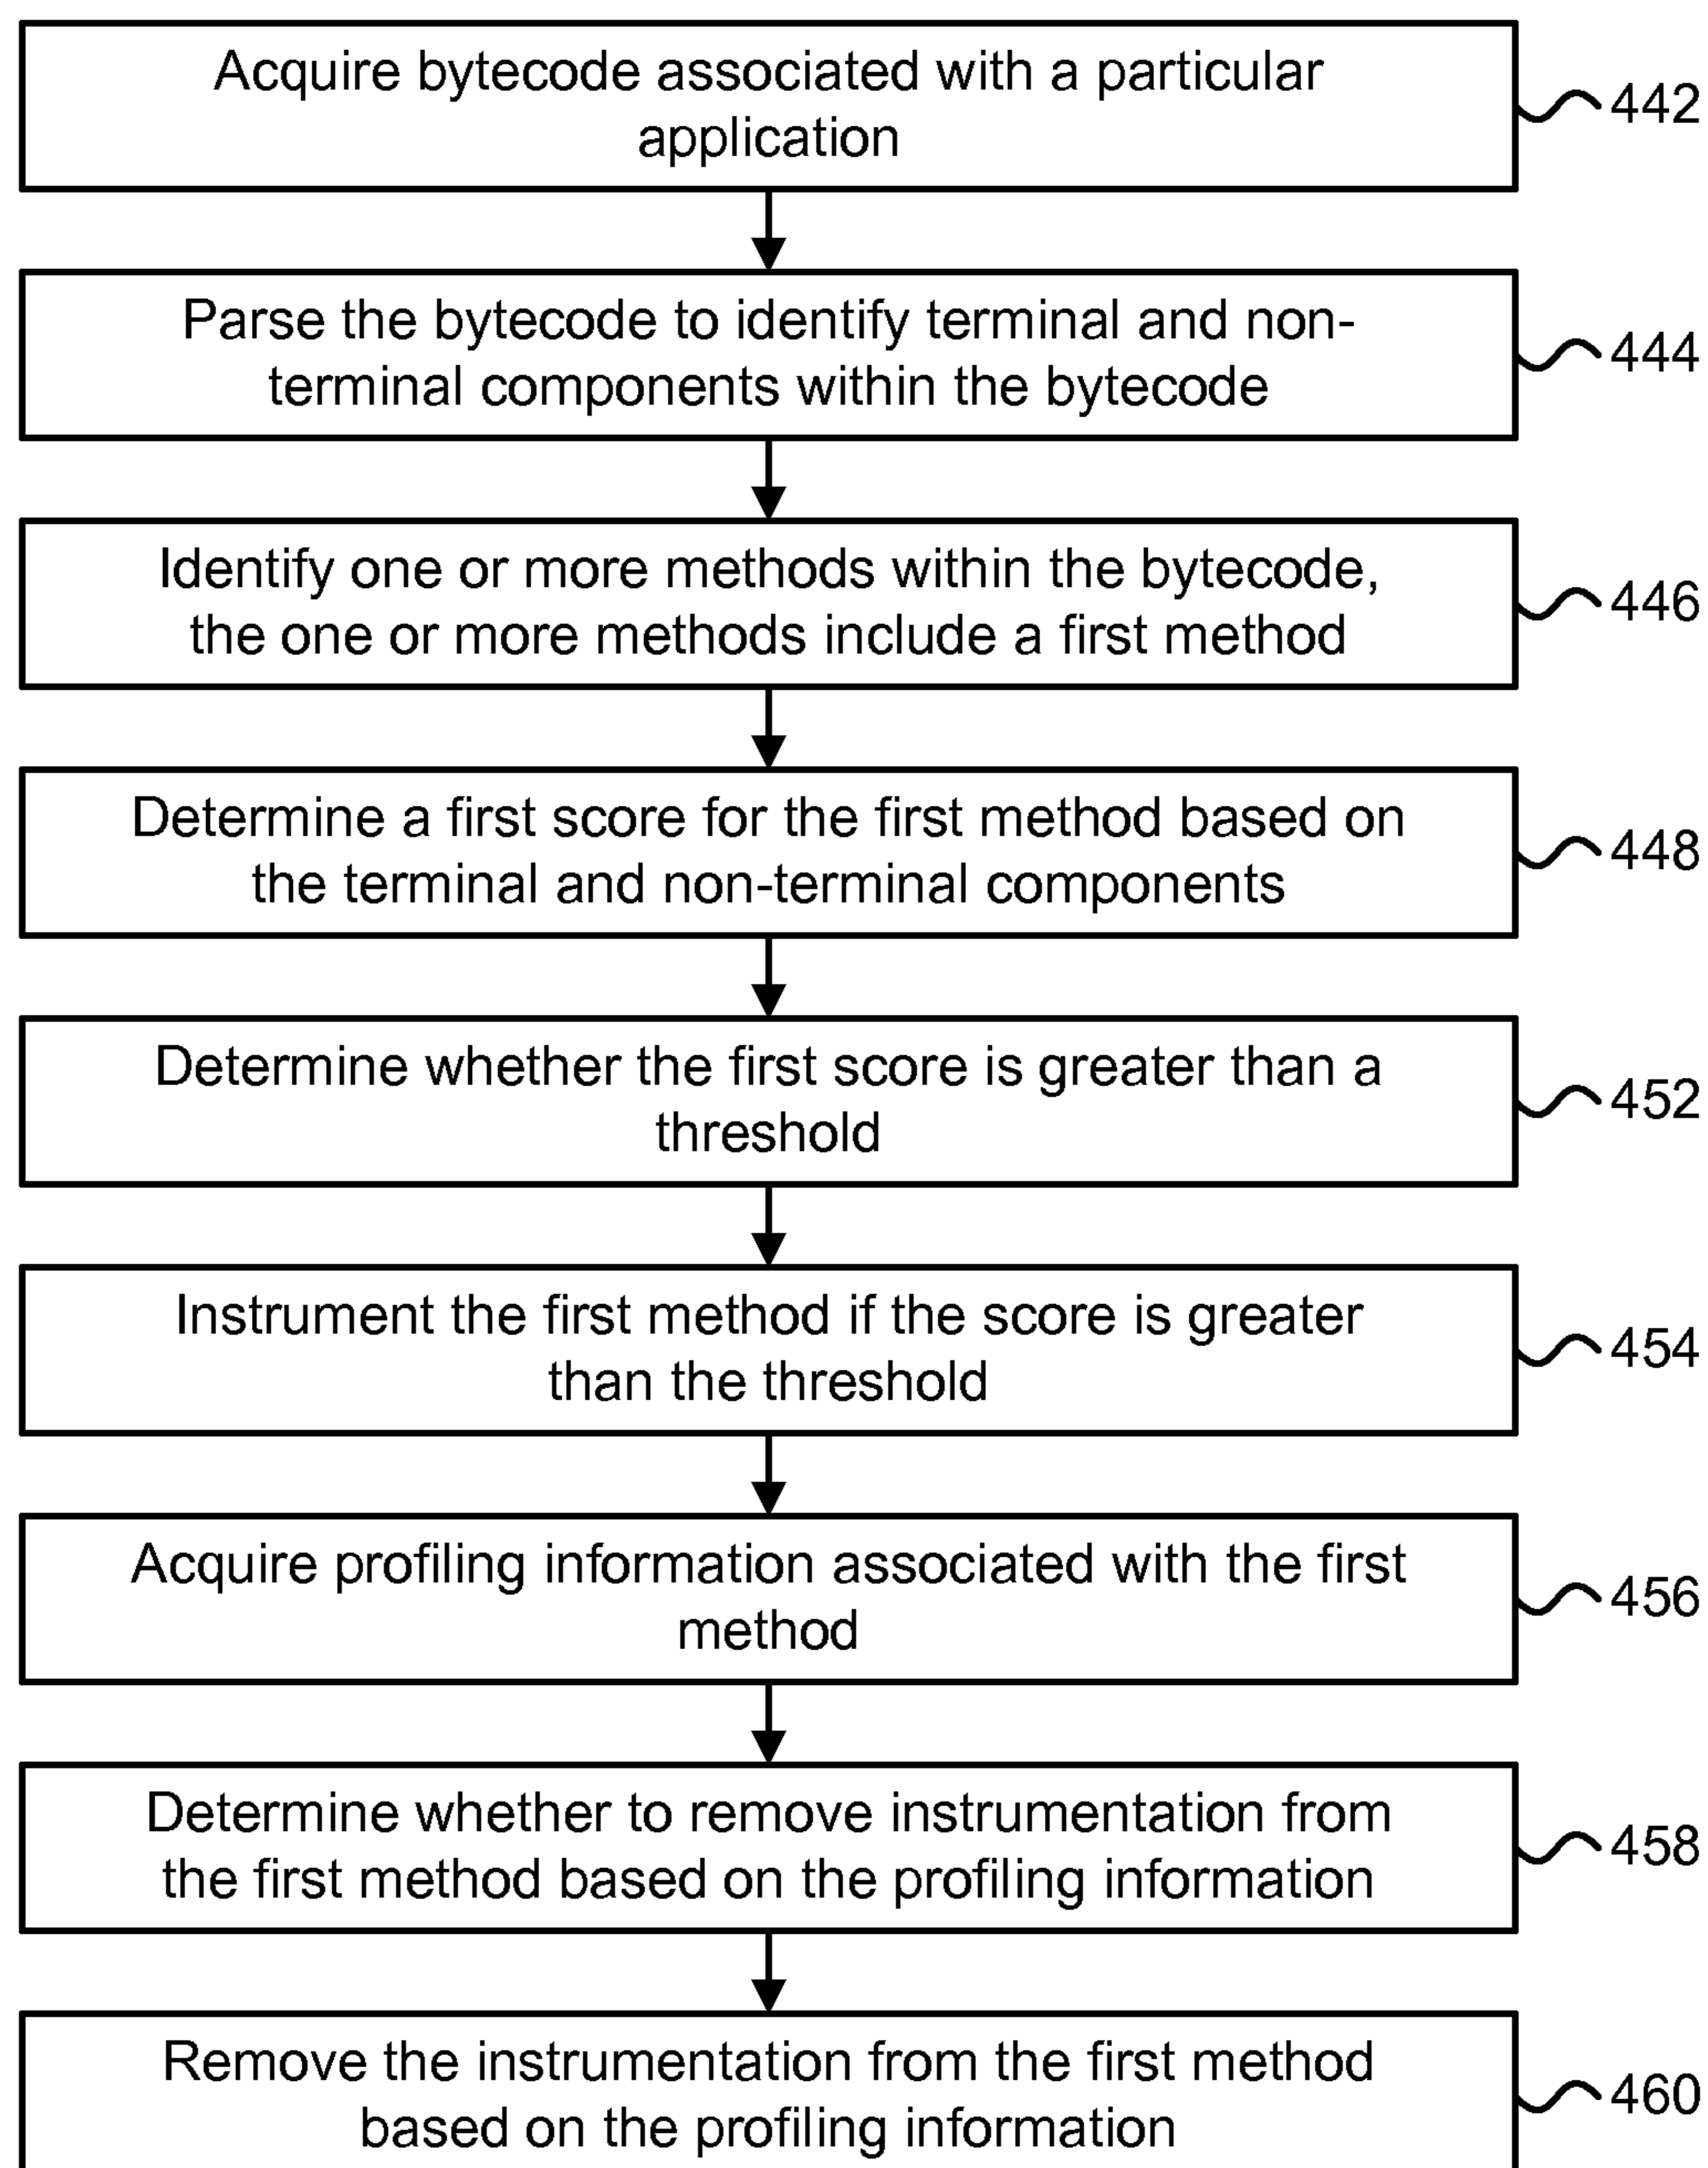 Acquire bytecode associated with a particular
application
442
Parse the bytecode to identify terminal and non-
terminal components within the bytecode
444
Identify one or more methods within the bytecode,
the one or more methods include a first method
446
Determine a first score for the first method based on
the terminal and non-terminal components
448
Determine whether the first score is greater than a
threshold
452
Instrument the first method if the score is greater
than the threshold
454
Acquire profiling information associated with the first
method
456
Determine whether to remove instrumentation from
the first method based on the profiling information
458
Remove the instrumentation from the first method
based on the profiling information
460